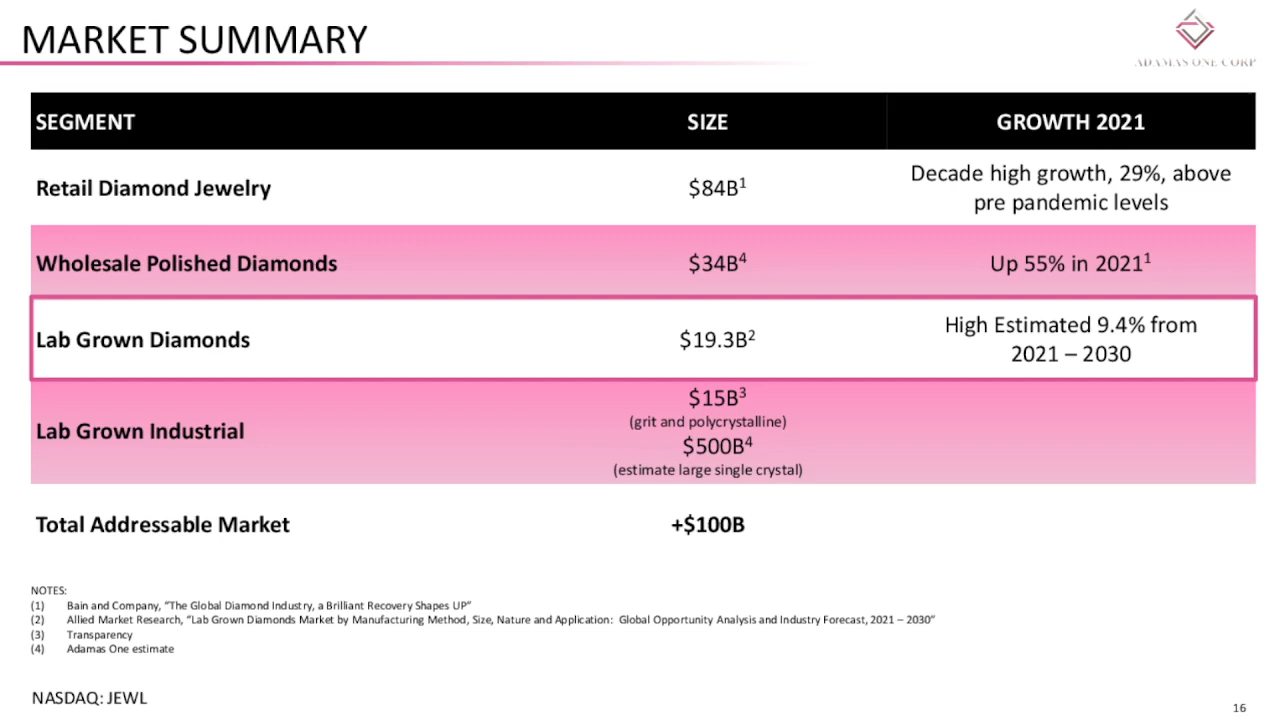 MARKET SUMMARY
ADAMAS ONE CORP
SEGMENT SIZE GROWTH 2021
Retail Diamond Jewelry $84B1 Decade high growth, 29%, above
pre pandemic levels
Wholesale Polished Diamonds $34B4 Up 55% in 20211
Lab Grown Diamonds $19.3B2 High Estimated 9.4% from
2021 – 2030
Lab Grown Industrial $15B3
(grit and polycrystalline)
$500B4
(estimate large single crystal)
Total Addressable Market +$100B
NOTES:
(1) Bain and Company, “The Global Diamond Industry, a Brilliant Recovery Shapes UP”
(2) Allied Market Research, “Lab Grown Diamonds Market by Manufacturing Method, Size, Nature and Application: Global Opportunity Analysis and Industry Forecast, 2021 – 2030”
(3) Transparency
(4) Adamas One estimate
NASDAQ: JEWL
16